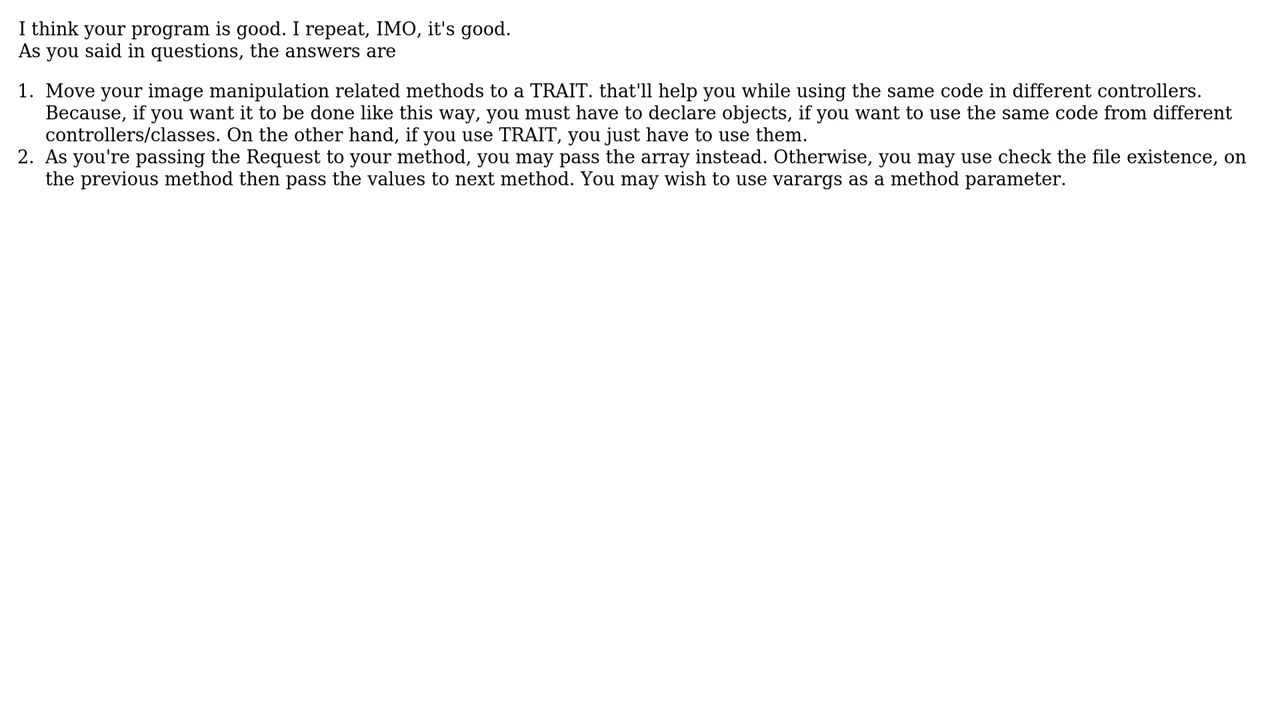 I think your program is good. I repeat, IMO, it's good.
As you said in questions, the answers are
1. Move your image manipulation related methods to a TRAIT. that'll help you while using the same code in different controllers.
Because, if you want it to be done like this way, you must have to declare objects, if you want to use the same code from different
controllers/classes. On the other hand, if you use TRAIT, you just have to use them.
2. As you're passing the Request to your method, you may pass the array instead. Otherwise, you may use check the file existence, on
the previous method then pass the values to next method. You may wish to use varargs as a method parameter.